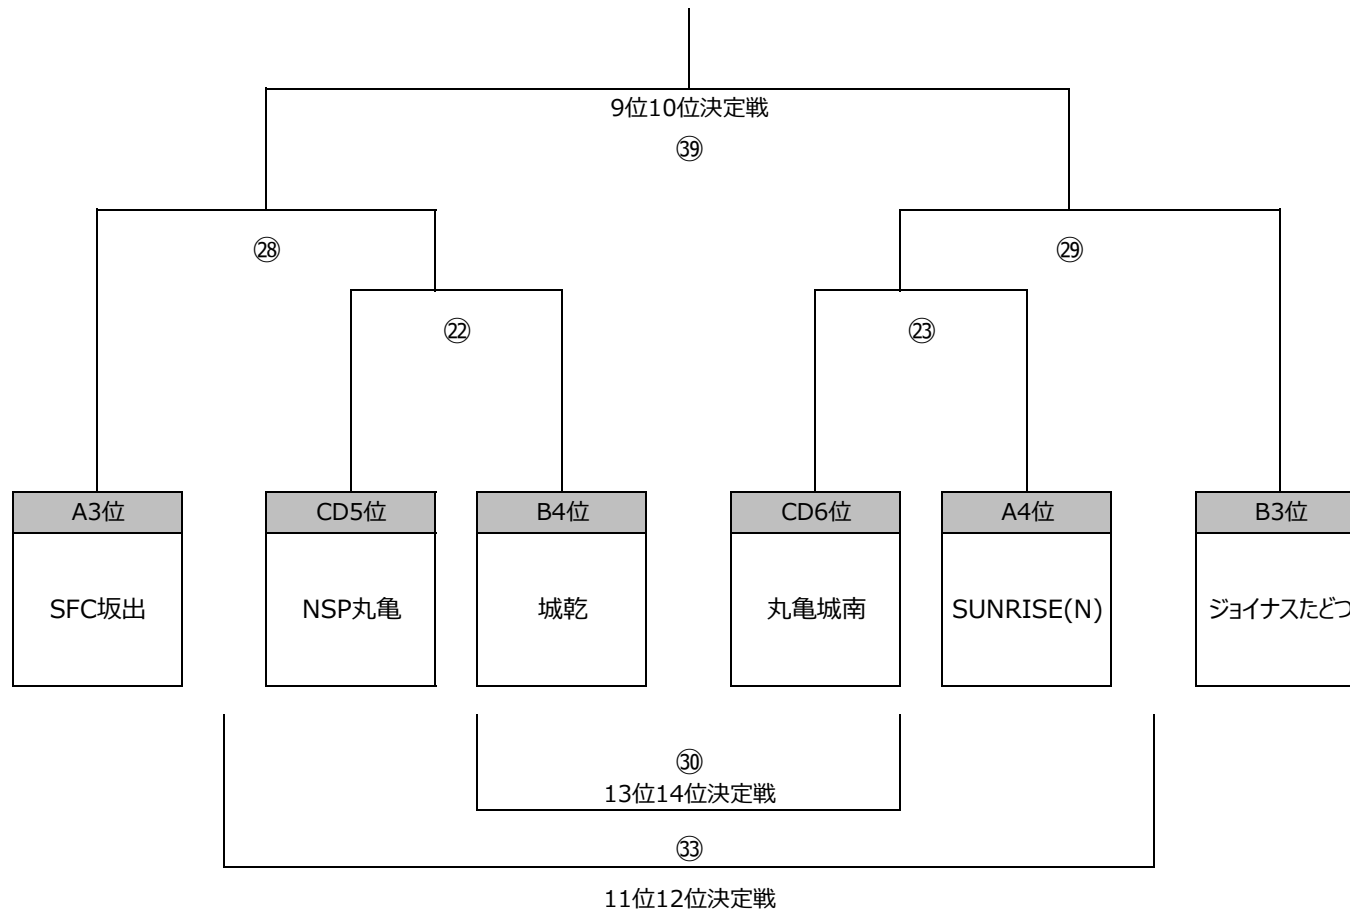 9位10位決定戦
㊴
㉘
㉙
㉒
㉓
A3位
CD5位
B4位
CD6位
A4位
B3位
SFC坂出
NSP丸亀
城乾
丸亀城南
SUNRISE(N)
ジョイナスたどつ
㉚
13位14位決定戦
㉝
11位12位決定戦